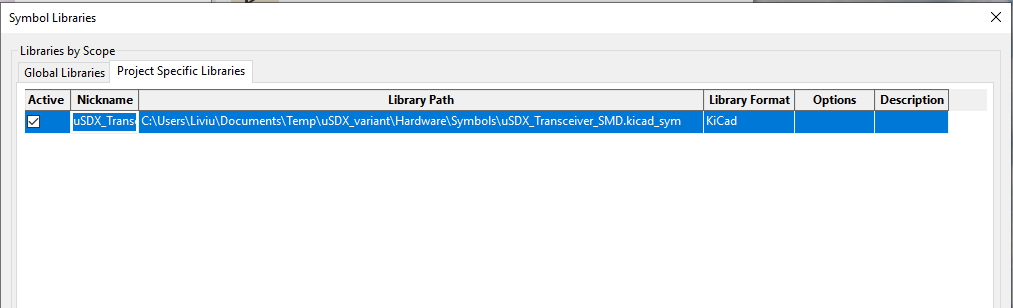 Symbol Libraries
Libraries by Scope
Global Libraries Project Specific Libraries
Active Nickname Library Path Library Format Options Description
uSDX_Trans C:\Users\Liviu\Documents\Temp\uSDX_variant\Hardware\Symbols\uSDX_Transceiver_SMD.kicad_sym KiCad